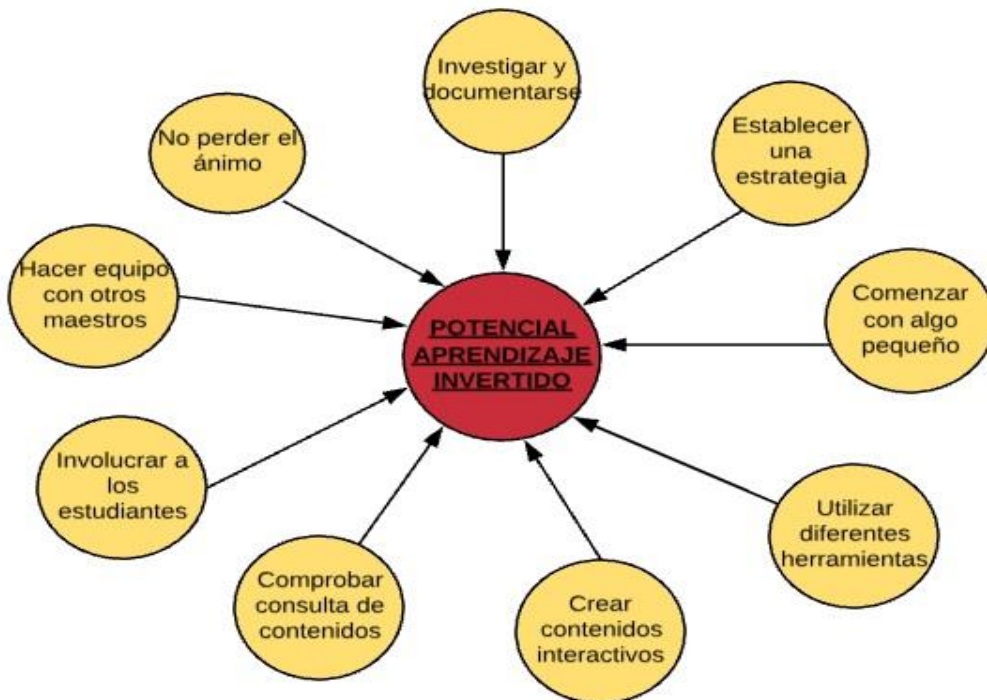 Investigar y
documentarse
Establecer
una
estrategia
Comenzar
con algo
pequeño
Utilizar
diferentes
herramientas
Crear
contenidos
interactivos
Comprobar
consulta de
contenidos
Involucrar a
los
estudiantes
Hacer equipo
con otros
maestros
No perder el
ánimo
POTENCIAL
APRENDIZAJE
INVERTIDO